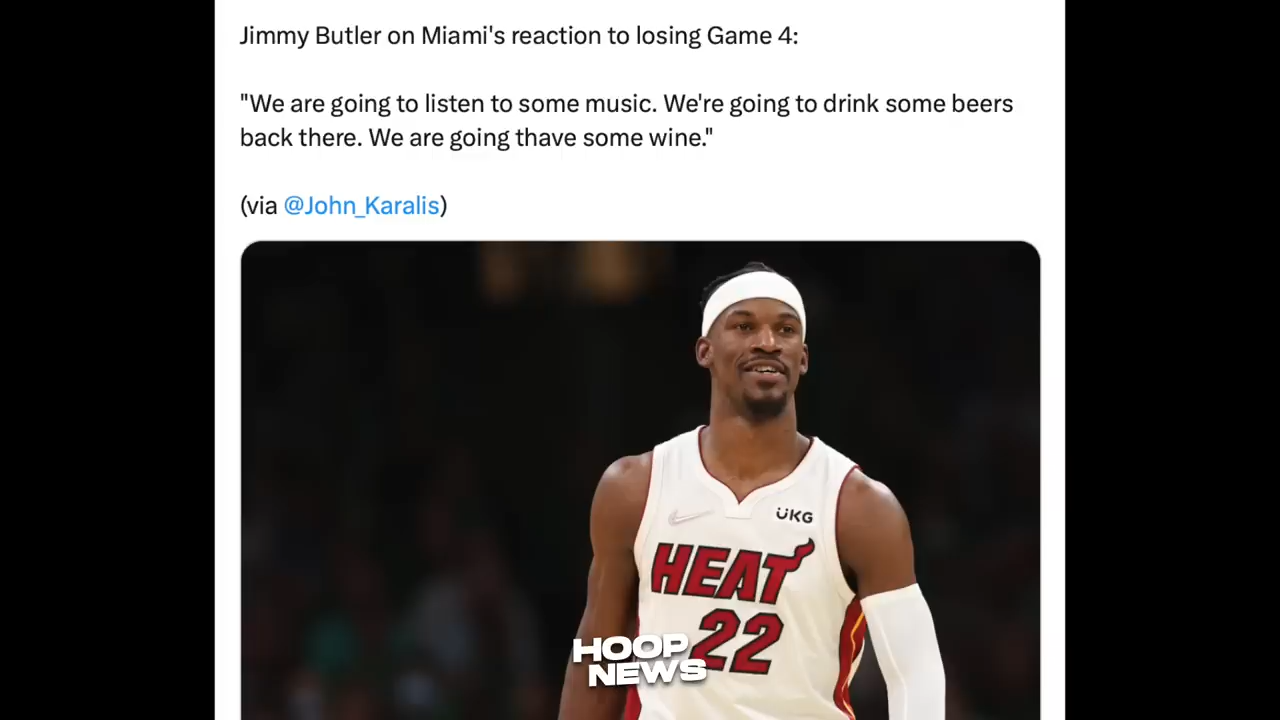 Jimmy Butler on Miami's reaction to losing Game 4:
"We are going to listen to some music. We're going to drink some beers
back there. We are going thave some wine."
(via @John_Karalis)
UKG
HEAT
22
HOOP
NEWS